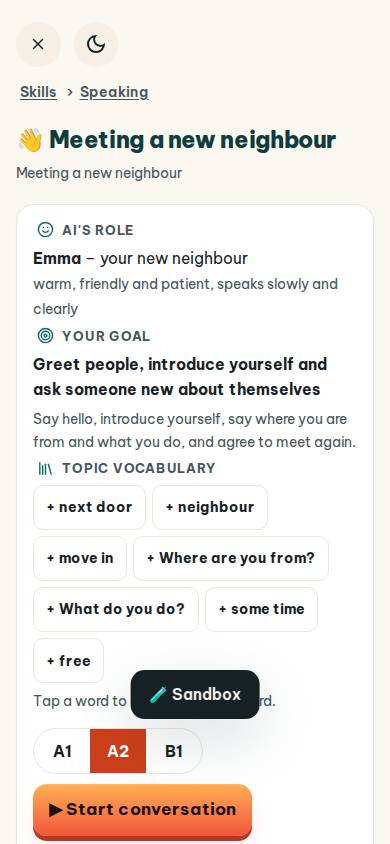 Skills > Speaking
👋 Meeting a new neighbour
Meeting a new neighbour
AI'S ROLE
Emma – your new neighbour
warm, friendly and patient, speaks slowly and
clearly
YOUR GOAL
Greet people, introduce yourself and
ask someone new about themselves
Say hello, introduce yourself, say where you are
from and what you do, and agree to meet again.
TOPIC VOCABULARY
+ next door + neighbour
+ move in + Where are you from?
+ What do you do? + some time
+ free
🧪 Sandbox
Tap a word to rd.
A1 A2 B1
▶ Start conversation